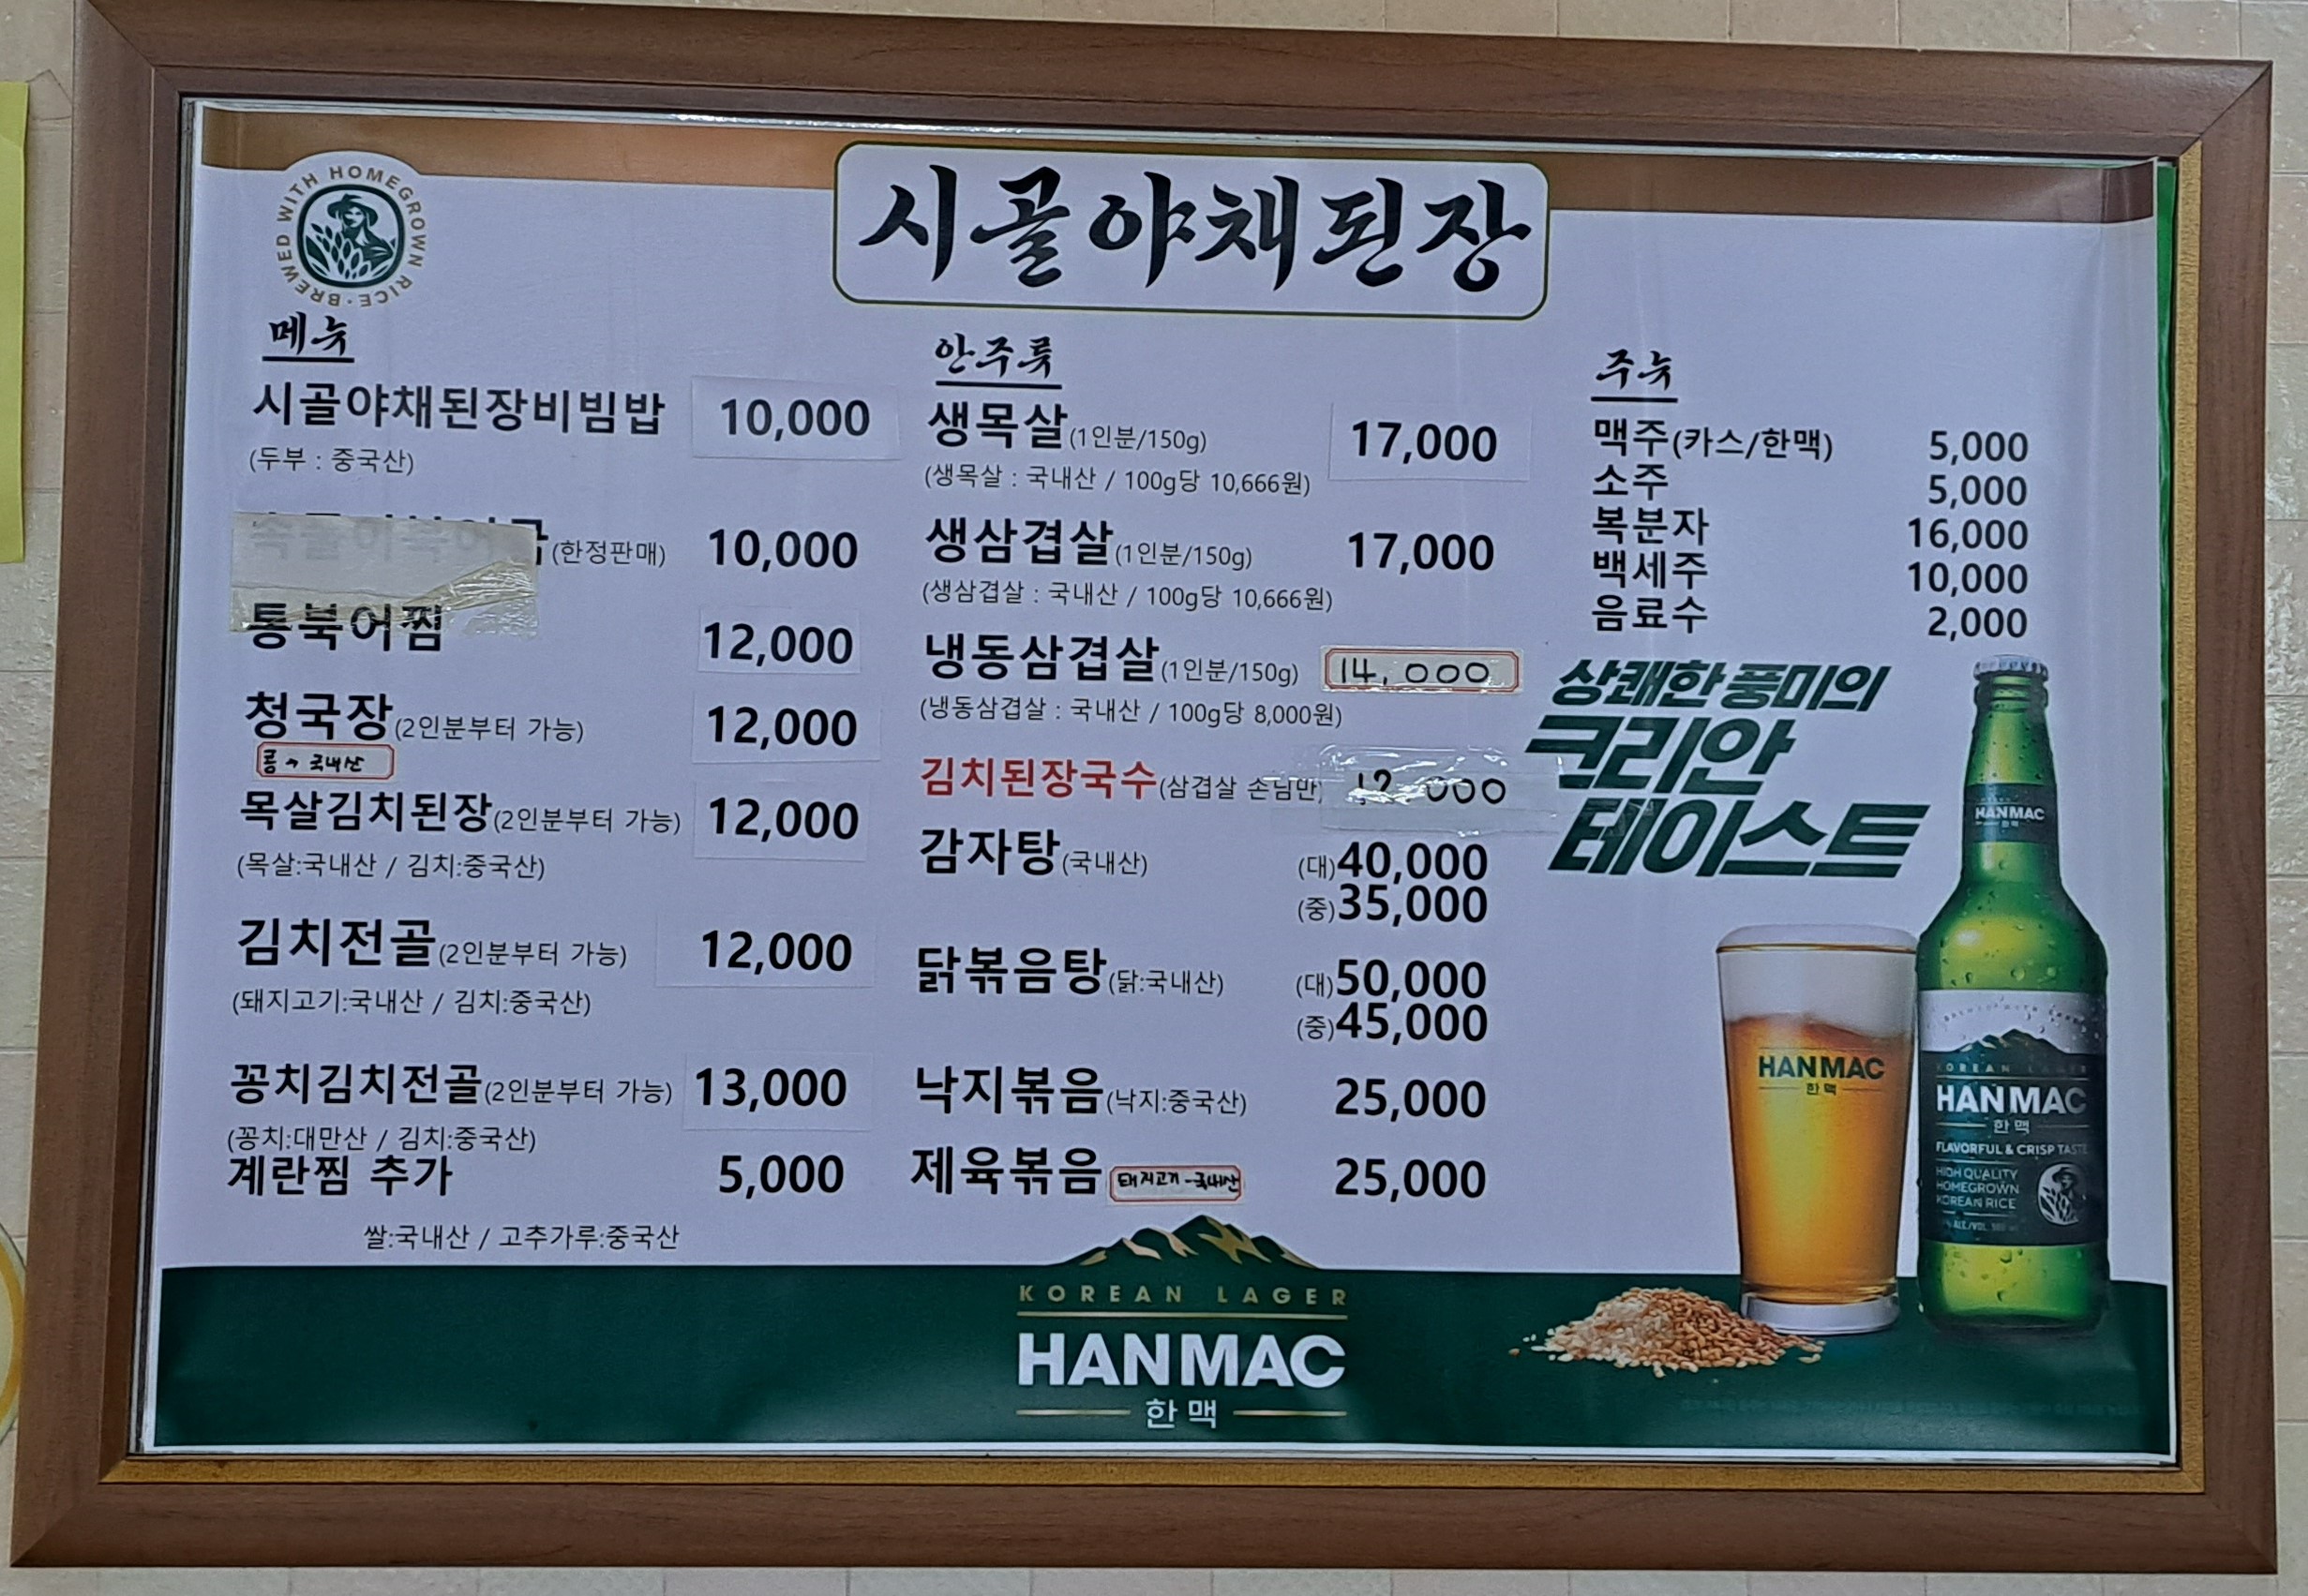 BREWED WITH HOMEGROWN RICE
시골야채된장
메뉴
시골야채된장비빔밥 10,000
(두부 : 중국산)
(한정판매) 10,000
통북어찜 12,000
청국장(2인분부터 가능) 12,000
콩→국내산
목살김치된장(2인분부터 가능) 12,000
(목살:국내산 / 김치:중국산)
김치전골(2인분부터 가능) 12,000
(돼지고기:국내산 / 김치:중국산)
꽁치김치전골(2인분부터 가능) 13,000
(꽁치:대만산 / 김치:중국산)
계란찜 추가 5,000
쌀:국내산 / 고추가루:중국산
안주류
생목살(1인분/150g) 17,000
(생목살 : 국내산 / 100g당 10,666원)
생삼겹살(1인분/150g) 17,000
(생삼겹살 : 국내산 / 100g당 10,666원)
냉동삼겹살(1인분/150g) 14,000
(냉동삼겹살 : 국내산 / 100g당 8,000원)
김치된장국수(삼겹살 손님만)
감자탕(국내산) (대)40,000
(중)35,000
닭볶음탕(닭:국내산) (대)50,000
(중)45,000
낙지볶음(낙지:중국산) 25,000
제육볶음 돼지고기-국내산 25,000
주류
맥주(카스/한맥) 5,000
소주 5,000
복분자 16,000
백세주 10,000
음료수 2,000
상쾌한 풍미의
크리안
테이스트
HANMAC
한맥
HANMAC
한맥
KOREAN LAGER
HANMAC
한맥
FLAVORFUL & CRISP TASTE
HIGH QUALITY
HOMEGROWN
KOREAN RICE
KOREAN LAGER
HANMAC
한맥